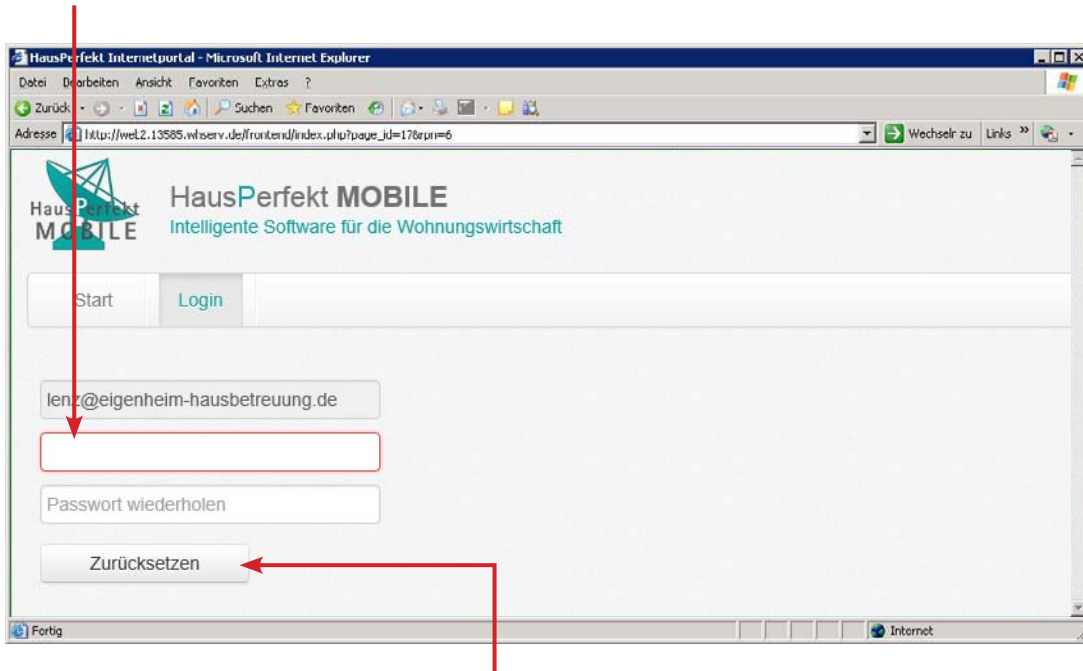 HausPerfekt Internetportal - Microsoft Internet Explorer
Datei Bearbeiten Ansicht Favoriten Extras ?
Zurück Suchen Favoriten
Adresse http://wel.2.13585.whserv.de/frontend/index.php?page_id=17&rpn=6 Wechseln zu Links »
HausPerfekt
MOBILE
HausPerfekt MOBILE
Intelligente Software für die Wohnungswirtschaft
Start Login
lenz@eigenheim-hausbetreuung.de
Passwort wiederholen
Zurücksetzen
Fertig Internet